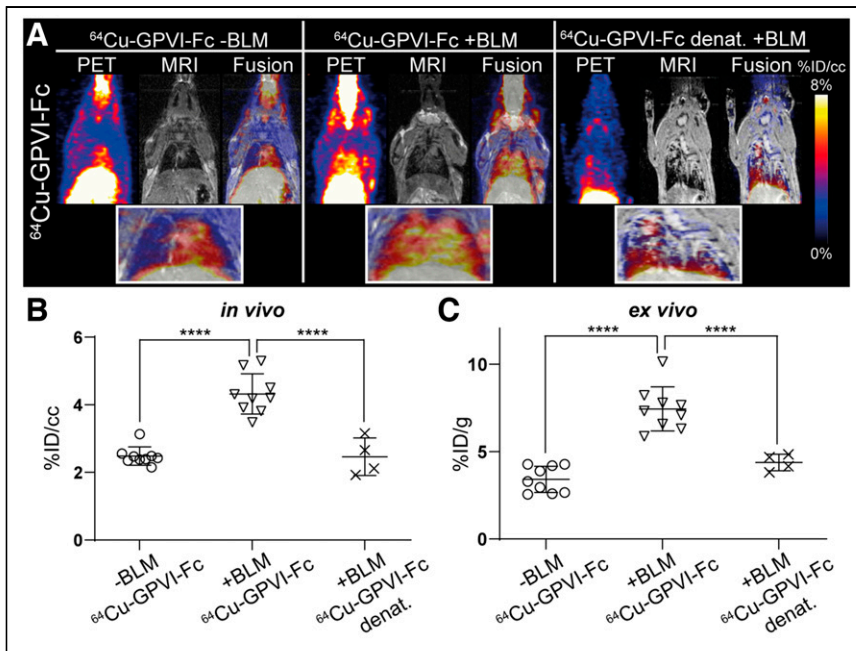 A
⁶⁴Cu-GPVI-Fc -BLM
⁶⁴Cu-GPVI-Fc +BLM
⁶⁴Cu-GPVI-Fc denat. +BLM
PET MRI Fusion
PET MRI Fusion
PET MRI Fusion
%ID/cc
8%
0%
⁶⁴Cu-GPVI-Fc
B
in vivo
**** ****
%ID/cc
6
4
2
0
-BLM
⁶⁴Cu-GPVI-Fc
+BLM
⁶⁴Cu-GPVI-Fc
+BLM
⁶⁴Cu-GPVI-Fc
denat.
C
ex vivo
**** ****
%ID/g
10
5
0
-BLM
⁶⁴Cu-GPVI-Fc
+BLM
⁶⁴Cu-GPVI-Fc
+BLM
⁶⁴Cu-GPVI-Fc
denat.